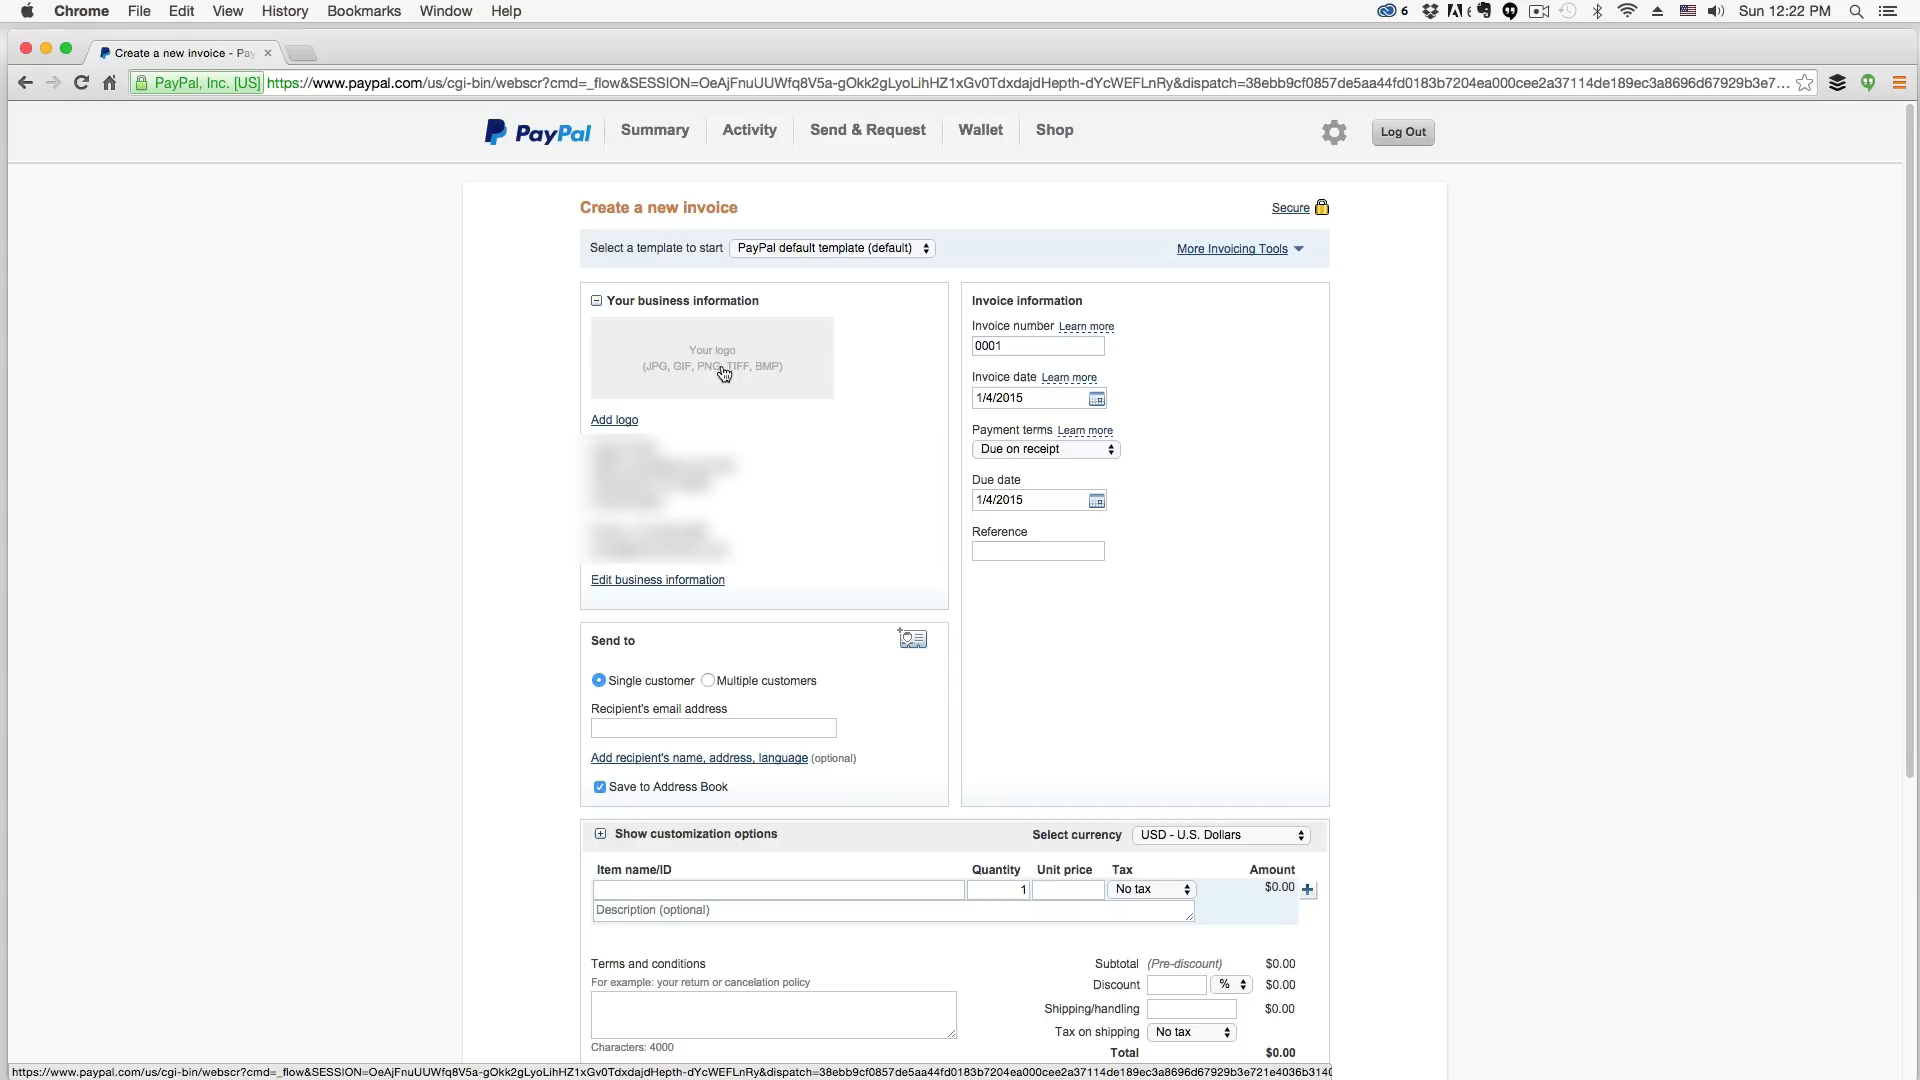 Chrome File Edit View History Bookmarks Window Help 6 Sun 12:22 PM
Create a new invoice - Pay
PayPal, Inc. [US] https://www.paypal.com/us/cgi-bin/webscr?cmd=_flow&SESSION=OeAjFnuUUWfq8V5a-gOkk2gLyoLihHZ1xGv0TdxdajdHepth-dYcWEFLnRy&dispatch=38ebb9cf0857de5aa44fd0183b7204ea000cee2a37114de189ec3a8696d67929b3e7...
PayPal Summary Activity Send & Request Wallet Shop Log Out
Create a new invoice Secure
Select a template to start PayPal default template (default) More Invoicing Tools
Your business information
Your logo
(JPG, GIF, PNG, TIFF, BMP)
Add logo
Edit business information
Invoice information
Invoice number Learn more
0001
Invoice date Learn more
1/4/2015
Payment terms Learn more
Due on receipt
Due date
1/4/2015
Reference
Send to
Single customer Multiple customers
Recipient's email address
Add recipient's name, address, language (optional)
Save to Address Book
Show customization options Select currency USD - U.S. Dollars
Item name/ID Quantity Unit price Tax Amount
1 No tax $0.00
Description (optional)
Terms and conditions
For example: your return or cancelation policy
Characters: 4000
Subtotal (Pre-discount) $0.00
Discount % $0.00
Shipping/handling $0.00
Tax on shipping No tax
Total $0.00
https://www.paypal.com/us/cgi-bin/webscr?cmd=_flow&SESSION=OeAjFnuUUWfq8V5a-gOkk2gLyoLihHZ1xGv0TdxdajdHepth-dYcWEFLnRy&dispatch=38ebb9cf0857de5aa44fd0183b7204ea000cee2a37114de189ec3a8696d67929b3e721e4036b3140